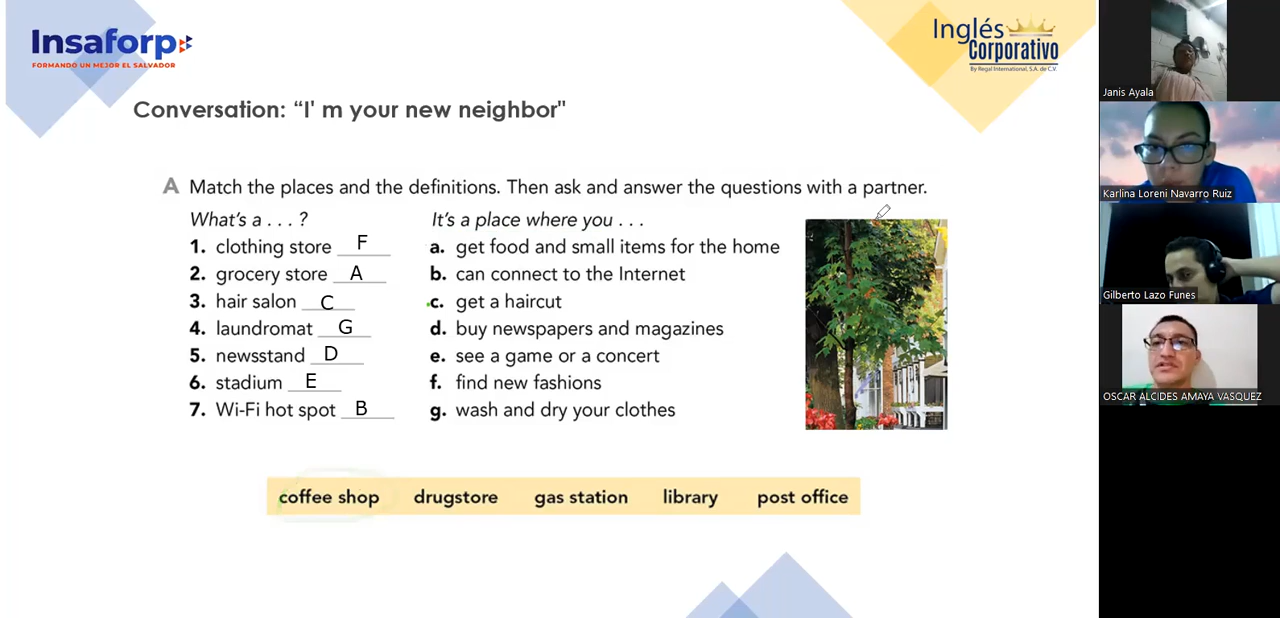 Insaforp
FORMANDO UN MEJOR EL SALVADOR
Inglés
Corporativo
By Regal International, S.A. de C.V.
Conversation: “I' m your new neighbor"
A Match the places and the definitions. Then ask and answer the questions with a partner.
What's a . . . ?
1. clothing store F
2. grocery store A
3. hair salon C
4. laundromat G
5. newsstand D
6. stadium E
7. Wi-Fi hot spot B
It's a place where you . . .
a. get food and small items for the home
b. can connect to the Internet
c. get a haircut
d. buy newspapers and magazines
e. see a game or a concert
f. find new fashions
g. wash and dry your clothes
coffee shop drugstore gas station library post office
Janis Ayala
Karlina Loreni Navarro Ruiz
Gilberto Lazo Funes
OSCAR ALCIDES AMAYA VASQUEZ